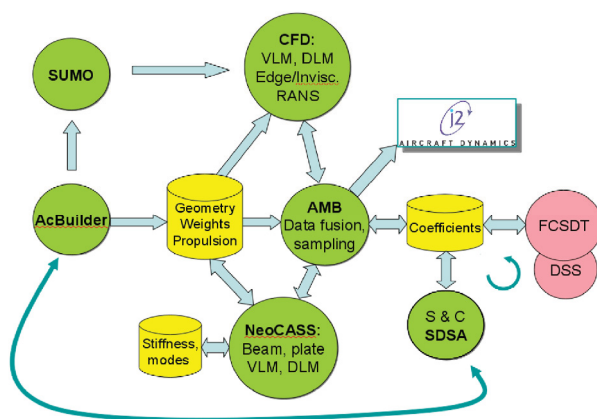 CFD:
VLM, DLM
Edge/Invisc.
RANS
SUMO
j2
AIRCRAFT DYNAMICS
AcBuilder
Geometry
Weights
Propulsion
AMB
Data fusion,
sampling
Coefficients
FCSDT
DSS
Stiffness,
modes
NeoCASS:
Beam, plate
VLM, DLM
S & C
SDSA